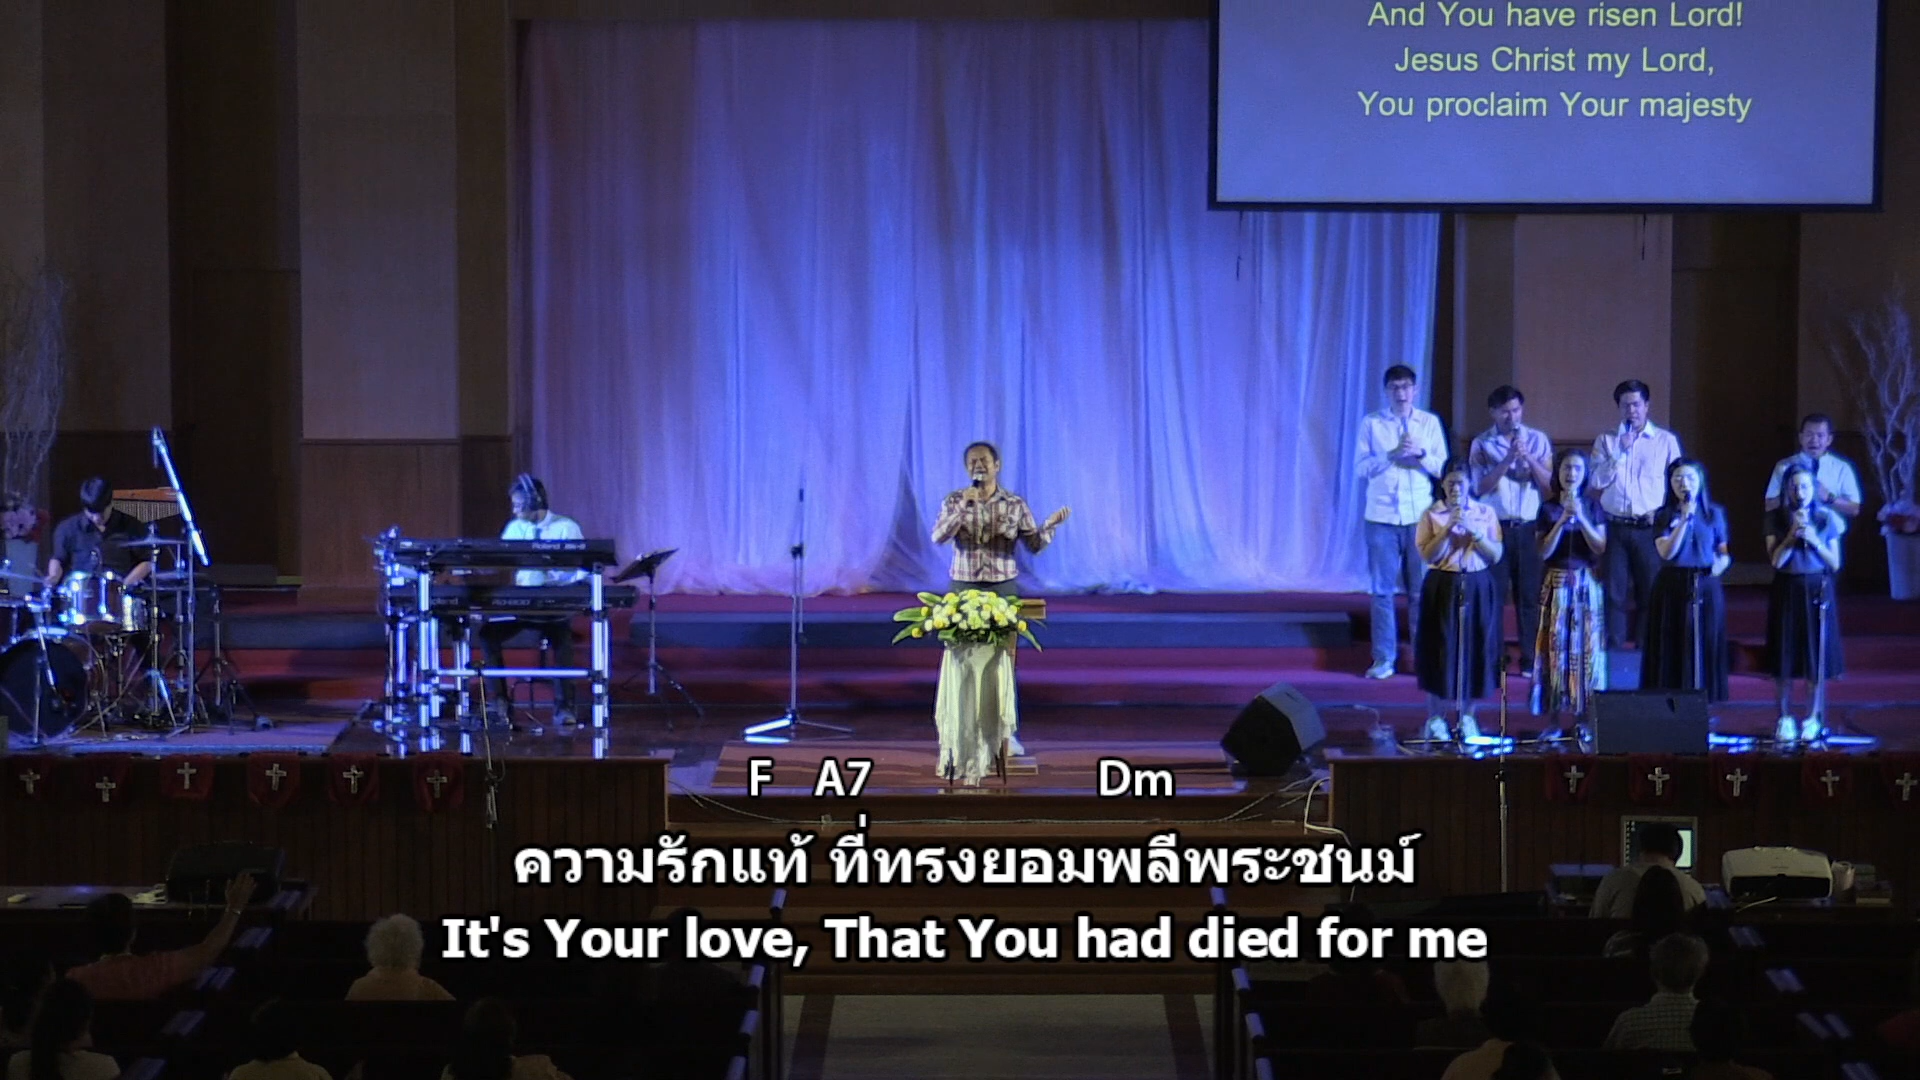 And You have risen Lord!
Jesus Christ my Lord,
You proclaim Your majesty
Roland
F A7 Dm
ความรักแท้ ที่ทรงยอมพลีพระชนม์
It's Your love, That You had died for me